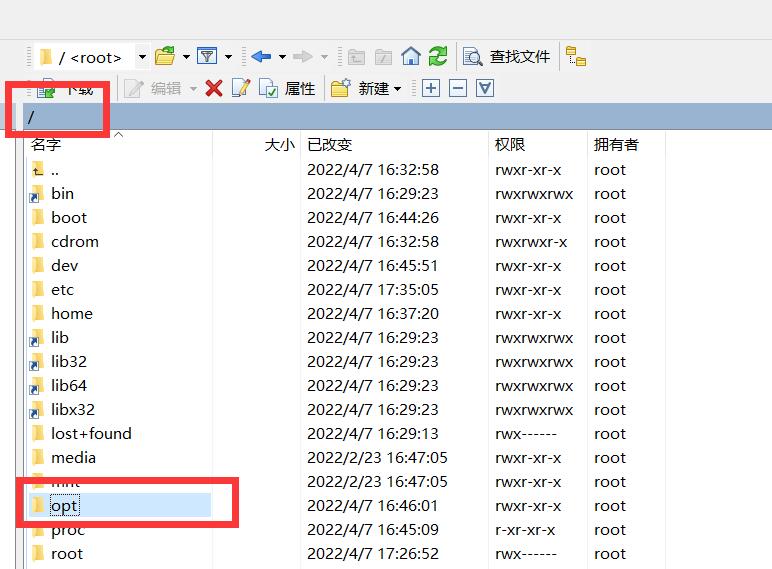 / <root> 查找文件
下载 编辑 属性 新建
/
名字 大小 已改变 权限 拥有者
.. 2022/4/7 16:32:58 rwxr-xr-x root
bin 2022/4/7 16:29:23 rwxrwxrwx root
boot 2022/4/7 16:44:26 rwxr-xr-x root
cdrom 2022/4/7 16:32:58 rwxrwxr-x root
dev 2022/4/7 16:45:51 rwxr-xr-x root
etc 2022/4/7 17:35:05 rwxr-xr-x root
home 2022/4/7 16:37:20 rwxr-xr-x root
lib 2022/4/7 16:29:23 rwxrwxrwx root
lib32 2022/4/7 16:29:23 rwxrwxrwx root
lib64 2022/4/7 16:29:23 rwxrwxrwx root
libx32 2022/4/7 16:29:23 rwxrwxrwx root
lost+found 2022/4/7 16:29:13 rwx------ root
media 2022/2/23 16:47:05 rwxr-xr-x root
mnt 2022/2/23 16:47:05 rwxr-xr-x root
opt 2022/4/7 16:46:01 rwxr-xr-x root
proc 2022/4/7 16:45:09 r-xr-xr-x root
root 2022/4/7 17:26:52 rwx------ root